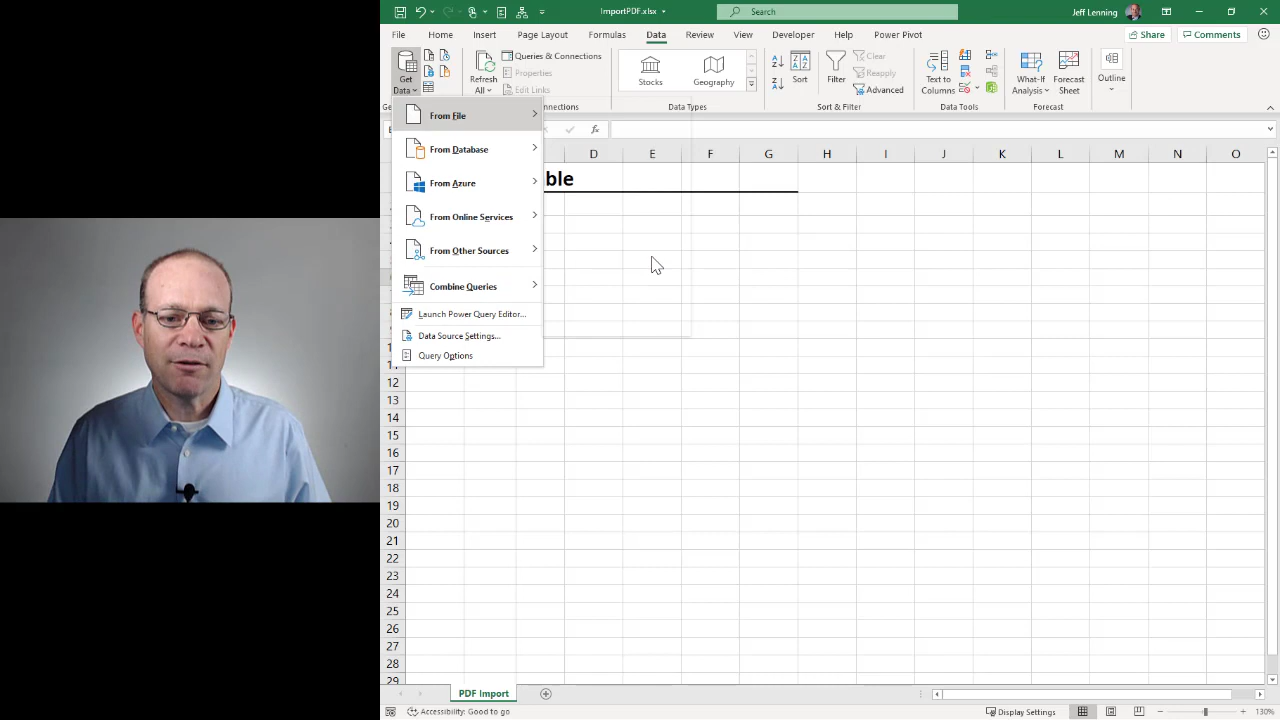 ImportPDF.xlsx
Search
Jeff Lenning
File Home Insert Page Layout Formulas Data Review View Developer Help Power Pivot
Share Comments
Get Data
Refresh All
Queries & Connections
Properties
Edit Links
Stocks
Geography
Sort
Filter
Clear
Reapply
Advanced
Text to Columns
What-If Analysis
Forecast Sheet
Outline
Data Types
Sort & Filter
Data Tools
Forecast
From File
From Database
From Azure
From Online Services
From Other Sources
Combine Queries
Launch Power Query Editor...
Data Source Settings...
Query Options
fx
D E F G H I J K L M N O
ble
12
13
14
15
16
17
18
19
20
21
22
23
24
25
26
27
28
29
PDF Import
Accessibility: Good to go
Display Settings
130%